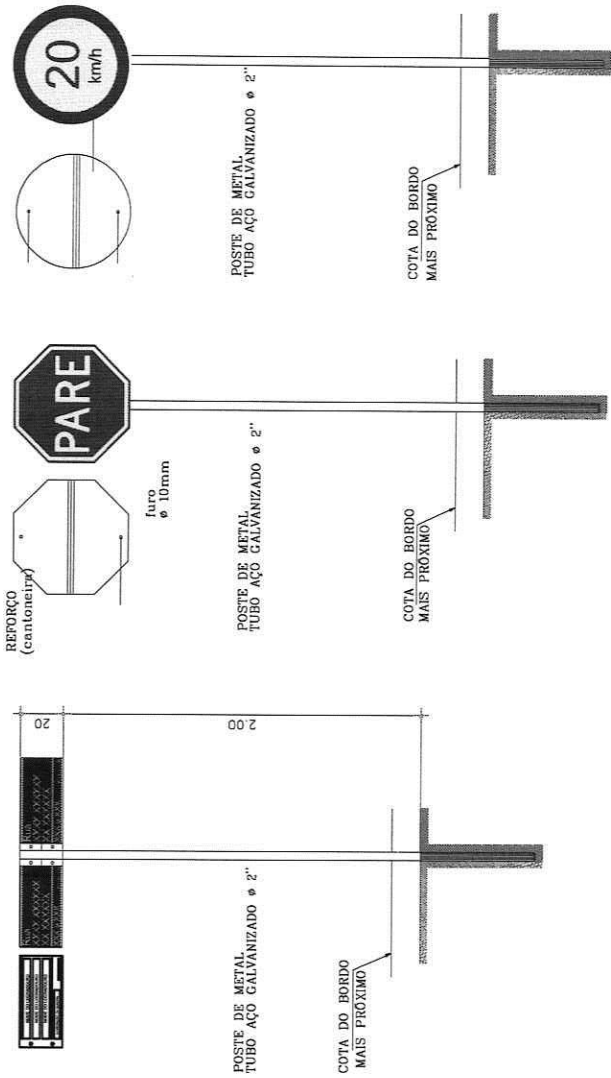 20
km/h
POSTE DE METAL
TUBO AÇO GALVANIZADO ø 2"
COTA DO BORDO
MAIS PRÓXIMO
PARE
REFORÇO
(cantoneira)
furo
ø 10mm
POSTE DE METAL
TUBO AÇO GALVANIZADO ø 2"
COTA DO BORDO
MAIS PRÓXIMO
20
2.00
Rua
Rua
POSTE DE METAL
TUBO AÇO GALVANIZADO ø 2"
COTA DO BORDO
MAIS PRÓXIMO